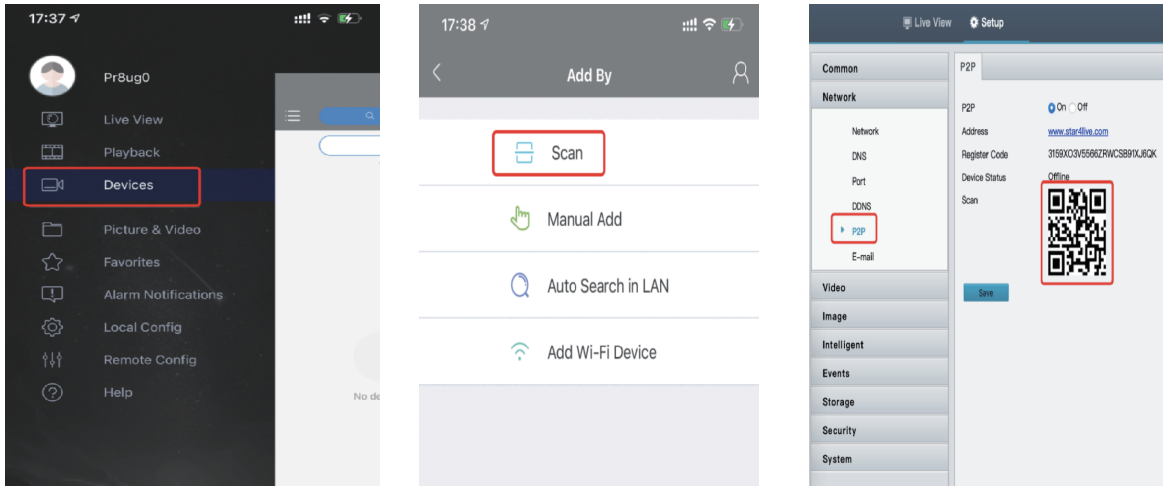 17:37
Pr8ug0
Live View
Playback
Devices
Picture & Video
Favorites
Alarm Notifications
Local Config
Remote Config
Help
No de
17:38
Add By
Scan
Manual Add
Auto Search in LAN
Add Wi-Fi Device
Live View Setup
Common
Network
Network
DNS
Port
DDNS
P2P
E-mail
Video
Image
Intelligent
Events
Storage
Security
System
P2P
P2P On Off
Address www.star4live.com
Register Code 3159XO3V5566ZRWCSB91XJ6QK
Device Status Offline
Scan
Save